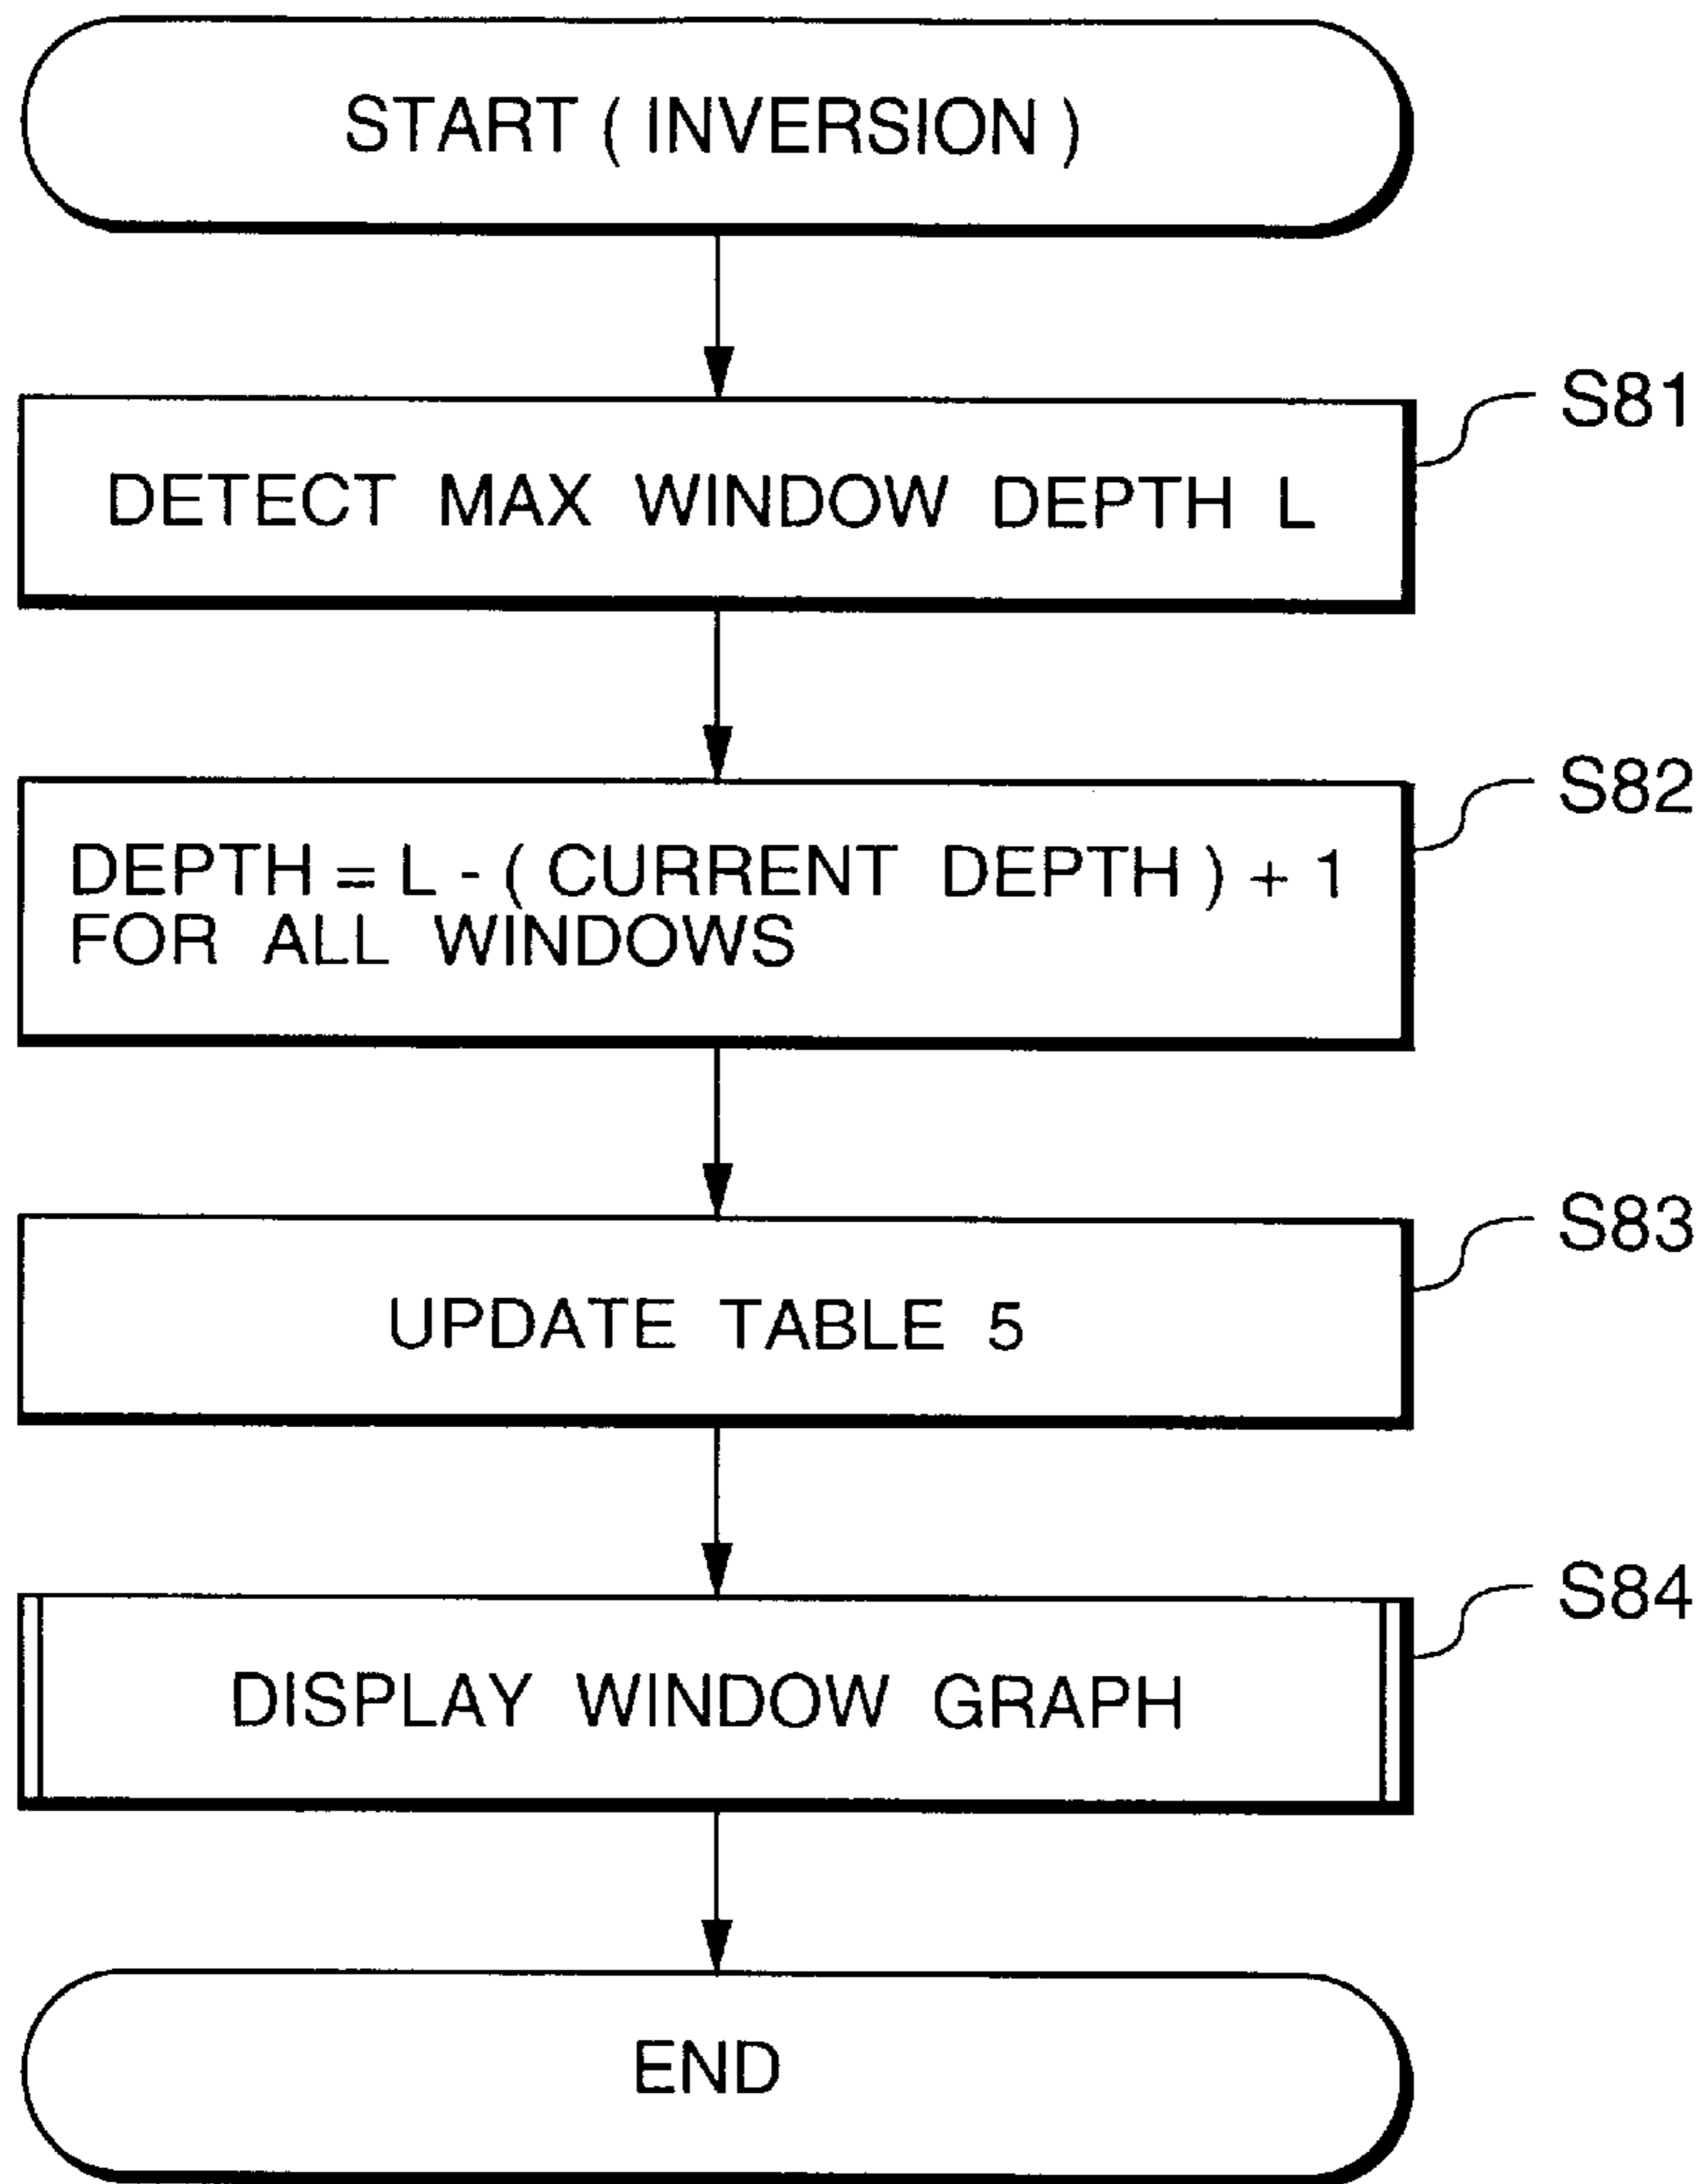 START ( INVERSION )
S81
DETECT MAX WINDOW DEPTH L
S82
DEPTH = L - ( CURRENT DEPTH ) + 1
FOR ALL WINDOWS
S83
UPDATE TABLE 5
S84
DISPLAY WINDOW GRAPH
END